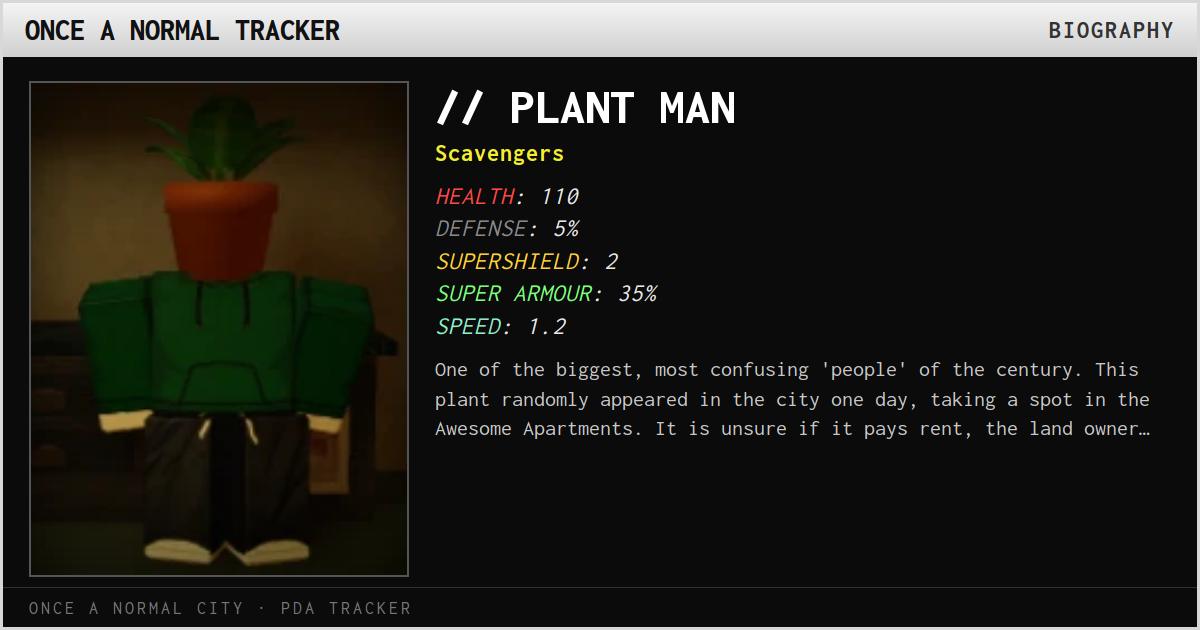 ONCE A NORMAL TRACKER
BIOGRAPHY
// PLANT MAN
Scavengers
HEALTH: 110
DEFENSE: 5%
SUPERSHIELD: 2
SUPER ARMOUR: 35%
SPEED: 1.2
One of the biggest, most confusing 'people' of the century. This
plant randomly appeared in the city one day, taking a spot in the
Awesome Apartments. It is unsure if it pays rent, the land owner…
ONCE A NORMAL CITY · PDA TRACKER